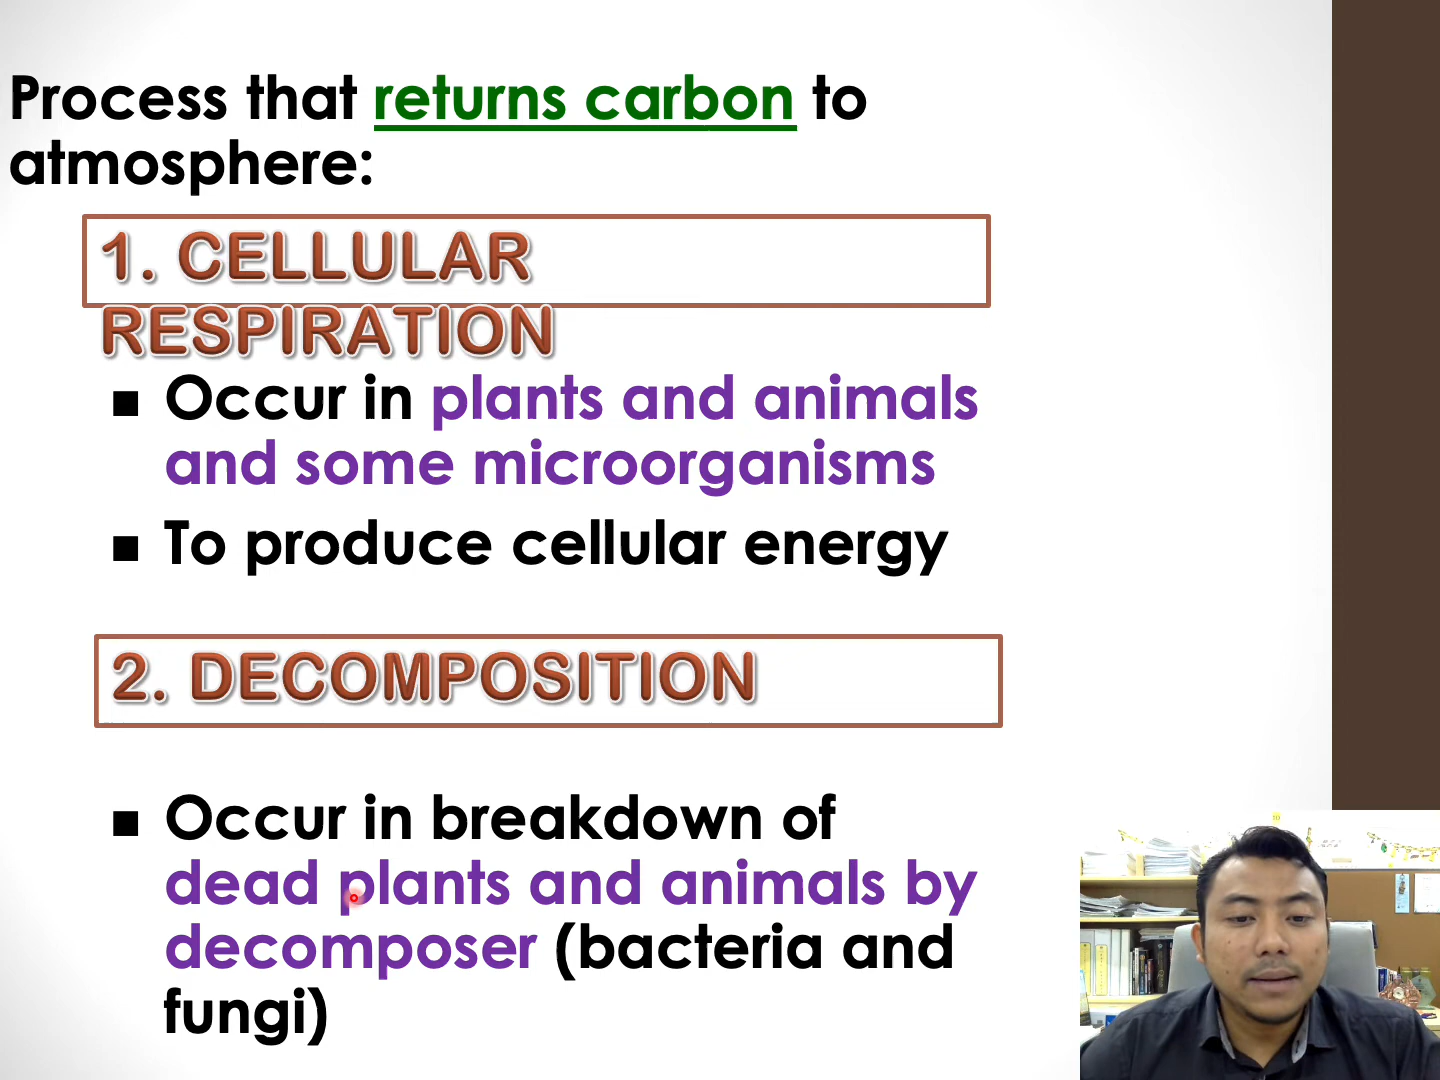 Process that returns carbon to
atmosphere:
1. CELLULAR
RESPIRATION
■ Occur in plants and animals
and some microorganisms
■ To produce cellular energy
2. DECOMPOSITION
■ Occur in breakdown of
dead plants and animals by
decomposer (bacteria and
fungi)